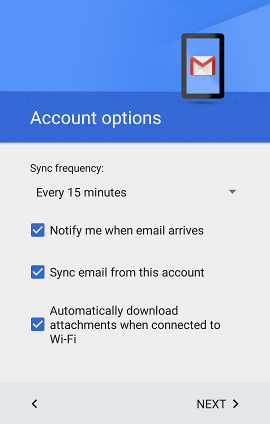 Account options
Sync frequency:
Every 15 minutes
Notify me when email arrives
Sync email from this account
Automatically download
attachments when connected to
Wi-Fi
NEXT